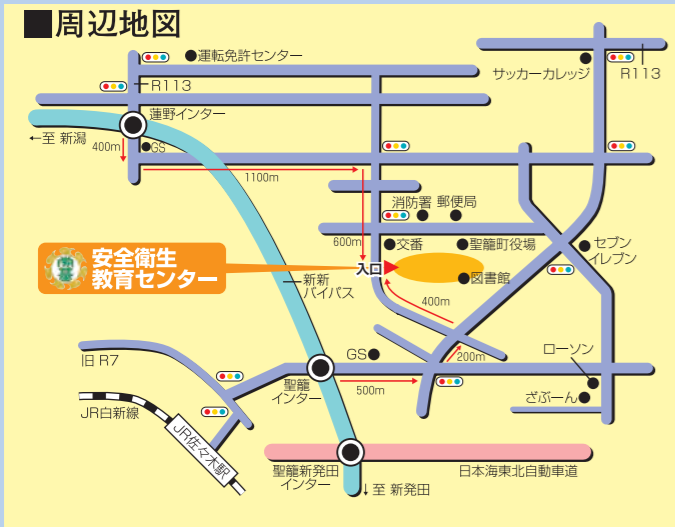 ■周辺地図
●運転免許センター
サッカーカレッジ
R113
R113
蓮野インター
←至 新潟
400m
GS
1100m
消防署
郵便局
600m
交番
聖籠町役場
セブン
イレブン
安全衛生
教育センター
入口
図書館
新新
バイパス
400m
旧 R7
GS
200m
ローソン
聖籠
インター
500m
ざぶーん
JR白新線
JR佐々木駅
聖籠新発田
インター
日本海東北自動車道
↓至 新発田